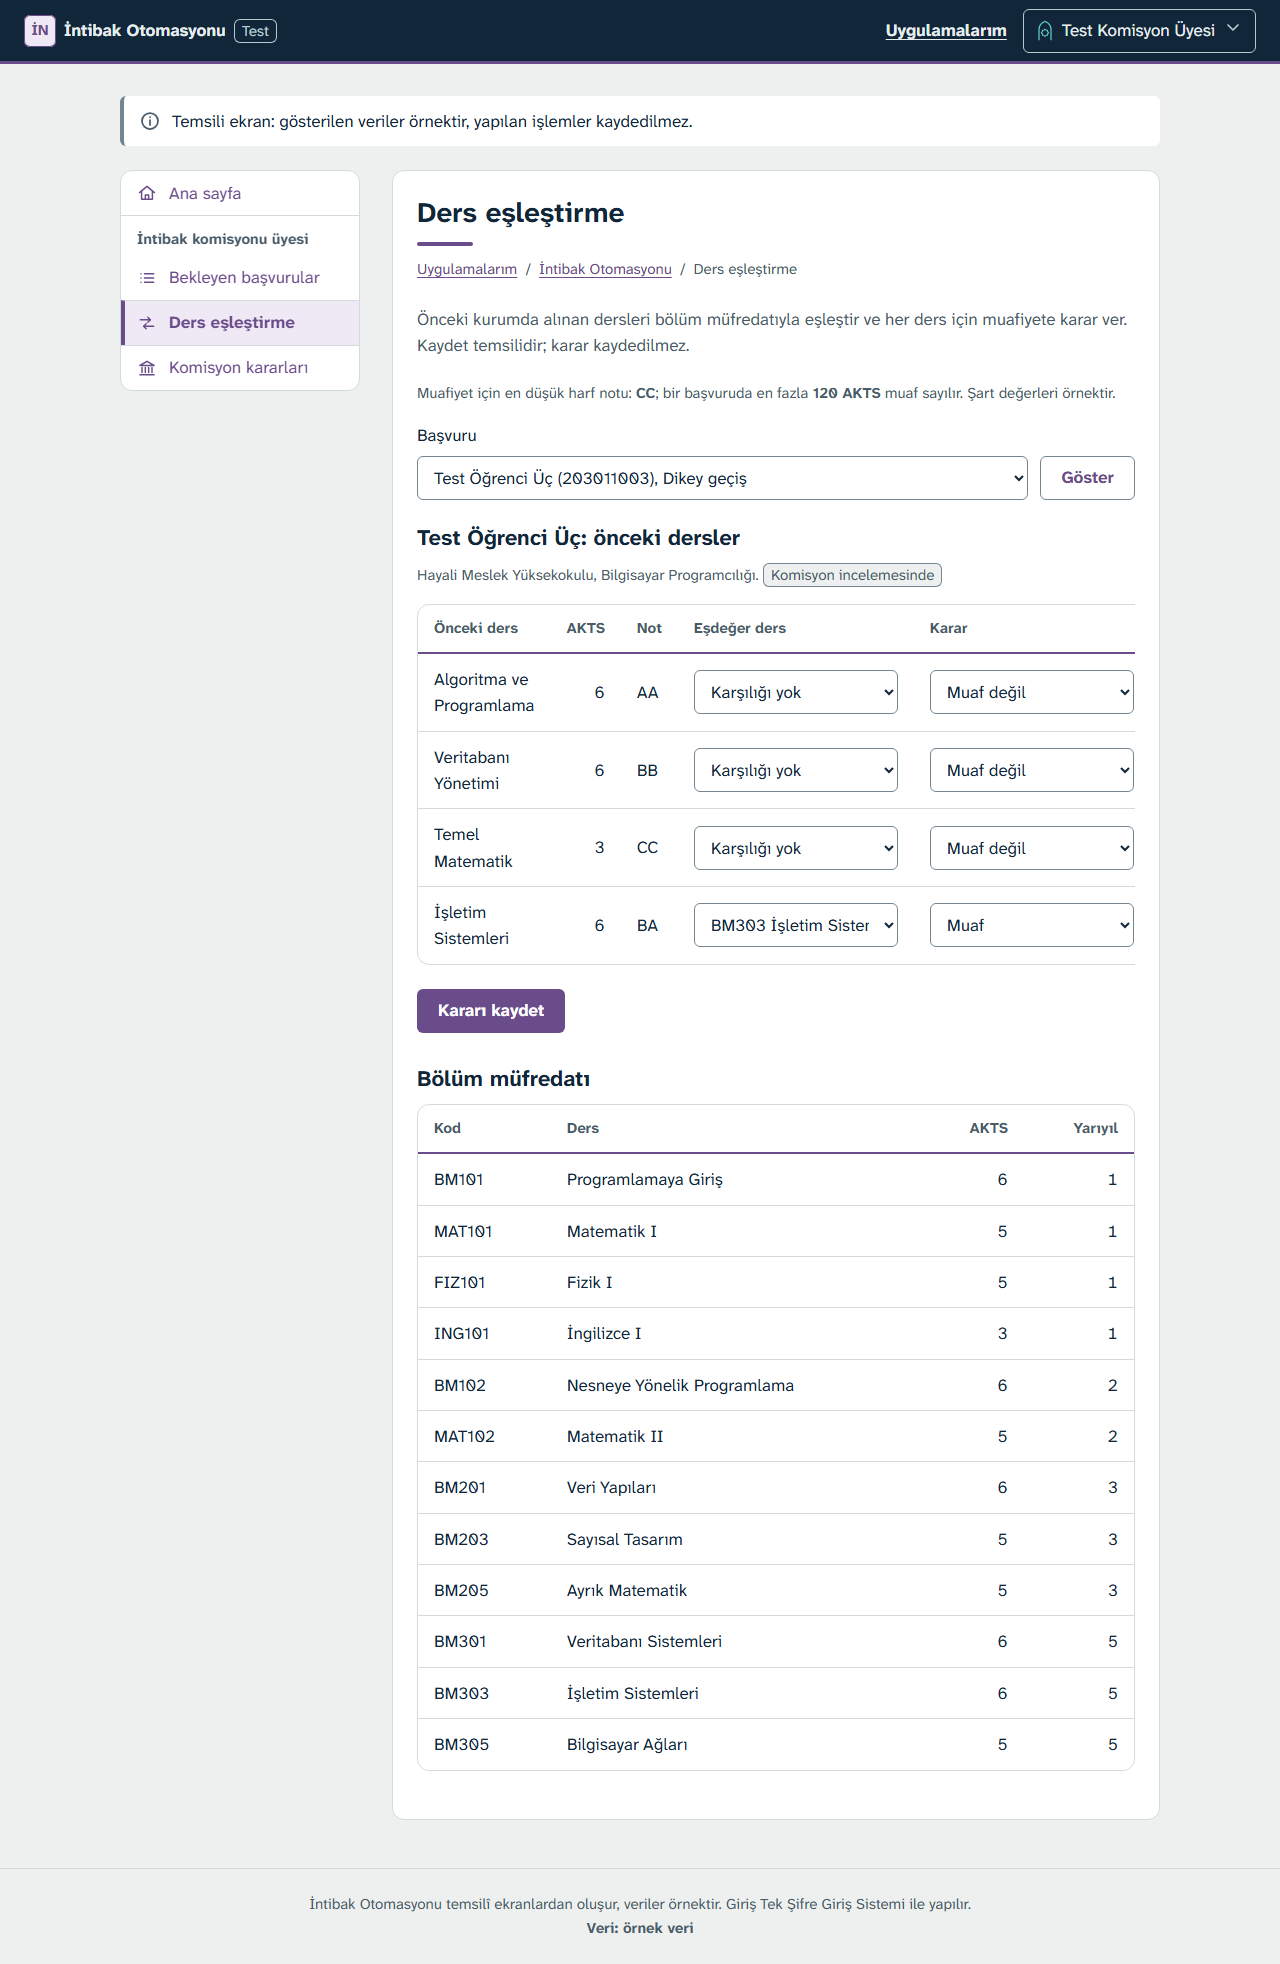 İN İntibak Otomasyonu Test
Uygulamalarım
Test Komisyon Üyesi
Temsili ekran: gösterilen veriler örnektir, yapılan işlemler kaydedilmez.
Ana sayfa
İntibak komisyonu üyesi
Bekleyen başvurular
Ders eşleştirme
Komisyon kararları
Ders eşleştirme
Uygulamalarım / İntibak Otomasyonu / Ders eşleştirme
Önceki kurumda alınan dersleri bölüm müfredatıyla eşleştir ve her ders için muafiyete karar ver.
Kaydet temsilidir; karar kaydedilmez.
Muafiyet için en düşük harf notu: CC; bir başvuruda en fazla 120 AKTS muaf sayılır. Şart değerleri örnektir.
Başvuru
Test Öğrenci Üç (203011003), Dikey geçiş
Göster
Test Öğrenci Üç: önceki dersler
Hayali Meslek Yüksekokulu, Bilgisayar Programcılığı. Komisyon incelemesinde
Önceki ders AKTS Not Eşdeğer ders Karar
Algoritma ve
Programlama 6 AA Karşılığı yok Muaf değil
Veritabanı
Yönetimi 6 BB Karşılığı yok Muaf değil
Temel
Matematik 3 CC Karşılığı yok Muaf değil
İşletim
Sistemleri 6 BA BM303 İşletim Sister Muaf
Kararı kaydet
Bölüm müfredatı
Kod Ders AKTS Yarıyıl
BM101 Programlamaya Giriş 6 1
MAT101 Matematik I 5 1
FIZ101 Fizik I 5 1
ING101 İngilizce I 3 1
BM102 Nesneye Yönelik Programlama 6 2
MAT102 Matematik II 5 2
BM201 Veri Yapıları 6 3
BM203 Sayısal Tasarım 5 3
BM205 Ayrık Matematik 5 3
BM301 Veritabanı Sistemleri 6 5
BM303 İşletim Sistemleri 6 5
BM305 Bilgisayar Ağları 5 5
İntibak Otomasyonu temsilî ekranlardan oluşur, veriler örnektir. Giriş Tek Şifre Giriş Sistemi ile yapılır.
Veri: örnek veri